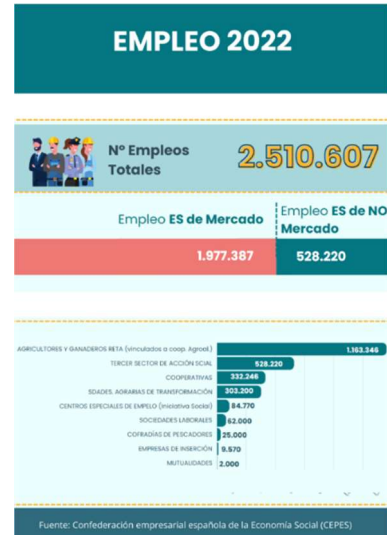 EMPLEO 2022
Nº Empleos
Totales
2.510.607
Empleo ES de Mercado
Empleo ES de NO
Mercado
1.977.387
528.220
AGRICULTORES Y GANADEROS RETA (vinculados a coop. Agroal.)
1.163.346
TERCER SECTOR DE ACCIÓN SCIAL
528.220
COOPERATIVAS
332.246
SDADES. AGRARIAS DE TRANSFORMACIÓN
303.200
CENTROS ESPECIALES DE EMPELO (Iniciativa Social)
84.770
SOCIEDADES LABORALES
62.000
COFRADÍAS DE PESCADORES
25.000
EMPRESAS DE INSERCIÓN
9.570
MUTUALIDADES
2.000
Fuente: Confederación empresarial española de la Economía Social (CEPES)